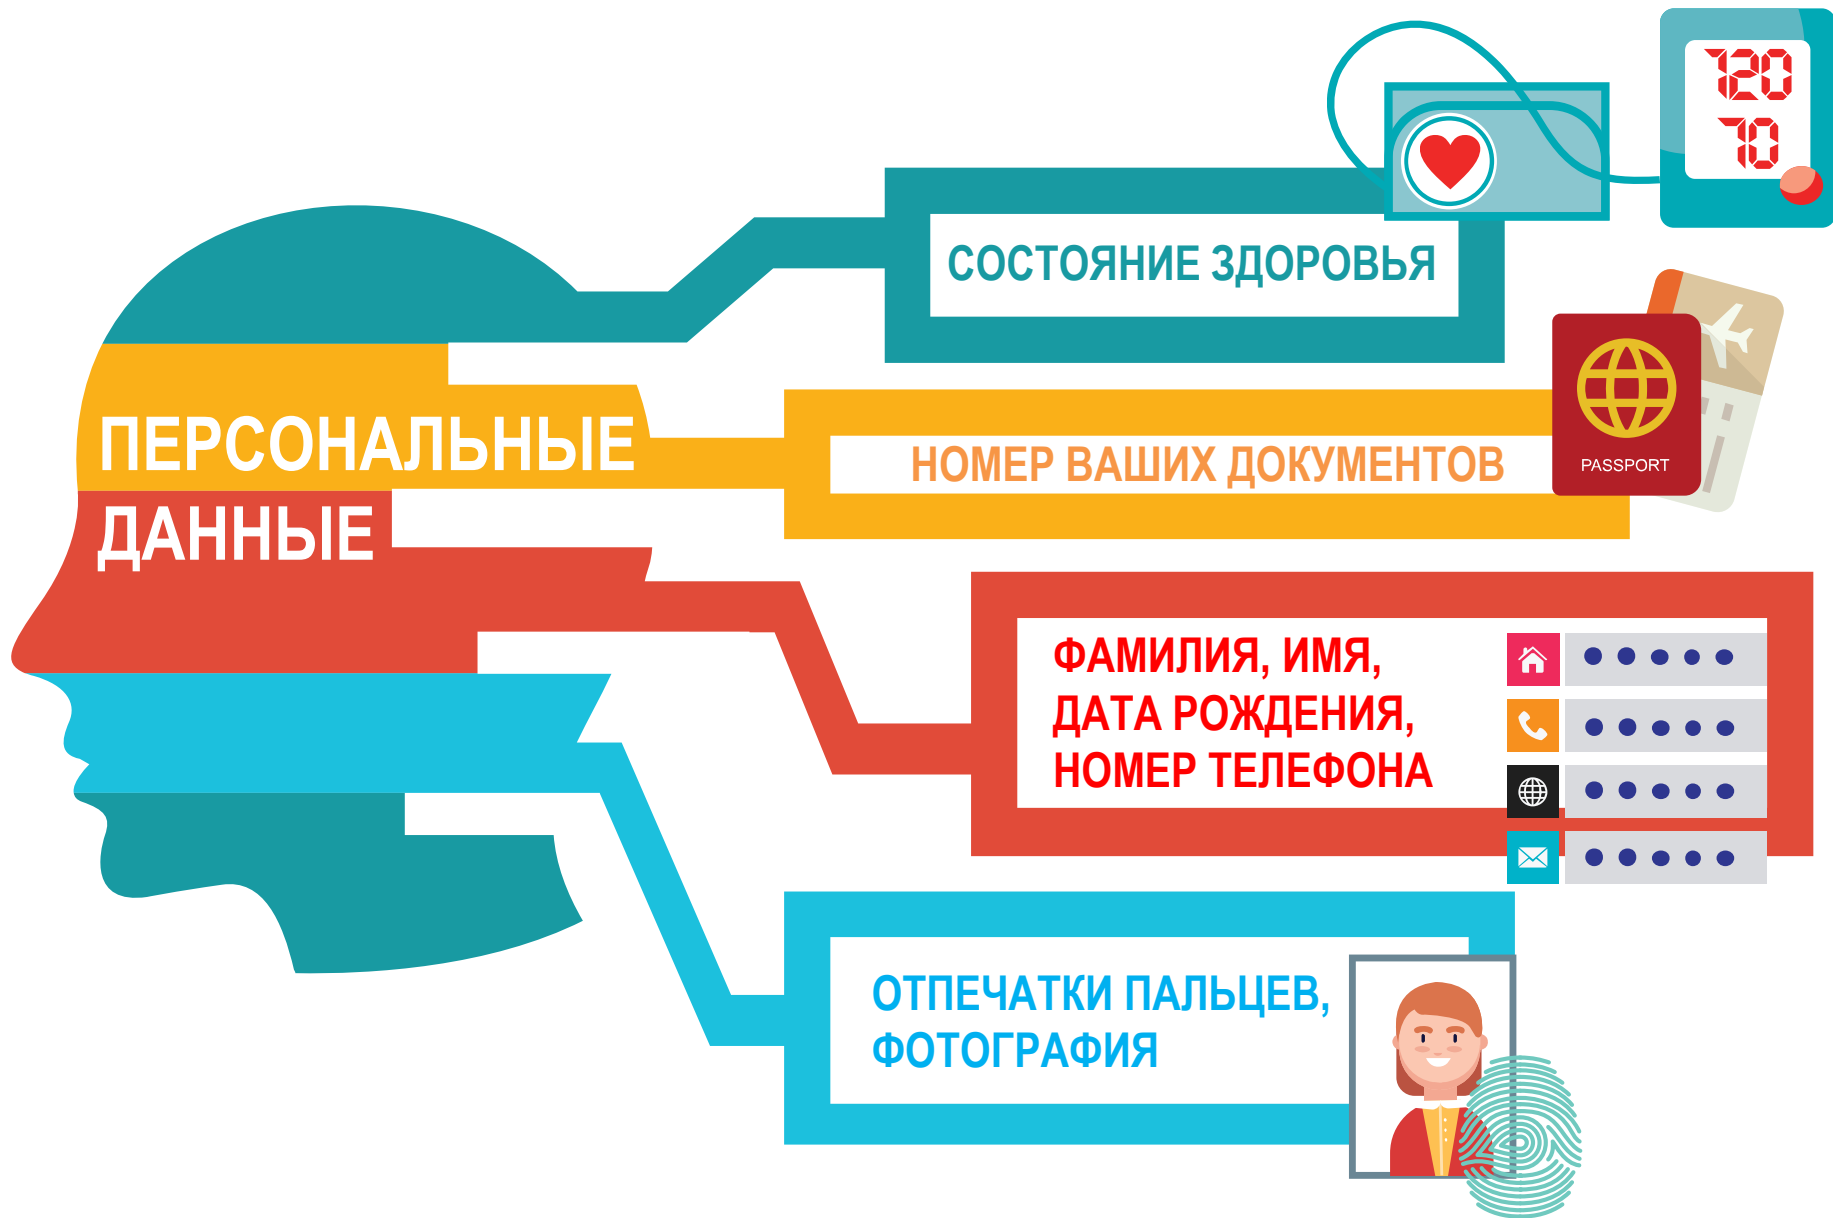 120
70
СОСТОЯНИЕ ЗДОРОВЬЯ
ПЕРСОНАЛЬНЫЕ
ДАННЫЕ
НОМЕР ВАШИХ ДОКУМЕНТОВ
PASSPORT
ФАМИЛИЯ, ИМЯ,
ДАТА РОЖДЕНИЯ,
НОМЕР ТЕЛЕФОНА
ОТПЕЧАТКИ ПАЛЬЦЕВ,
ФОТОГРАФИЯ